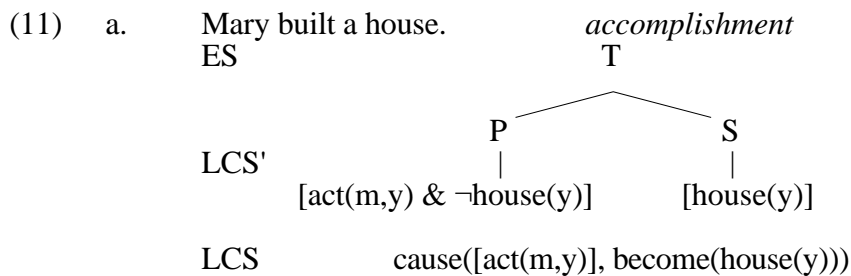 (11) a. Mary built a house. accomplishment
ES T
P S
LCS' | |
[act(m,y) & ¬house(y)] [house(y)]
LCS cause([act(m,y)], become(house(y)))